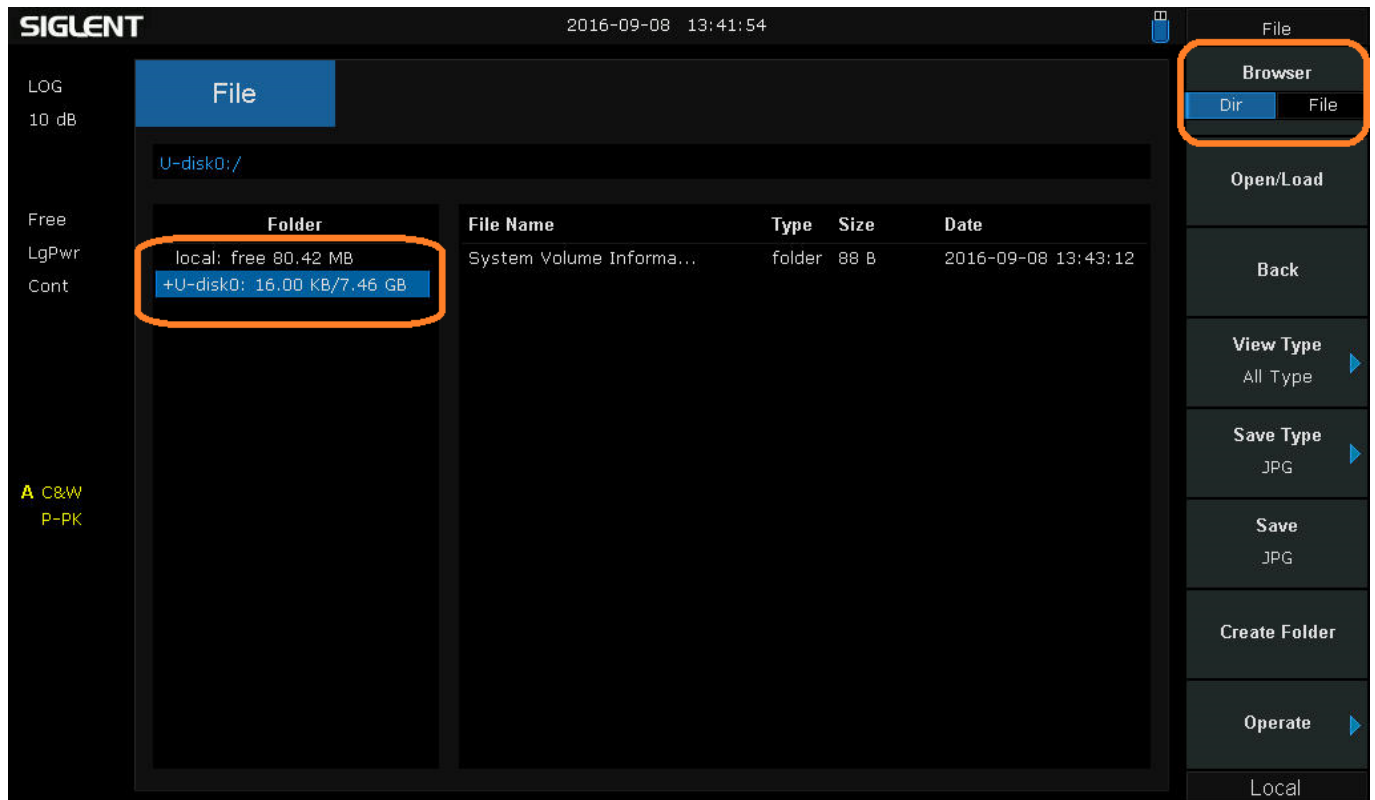 SIGLENT
2016-09-08 13:41:54
File
LOG
10 dB
Free
LgPwr
Cont
A C&W
P-PK
File
U-disk0:/
Folder
local: free 80.42 MB
+U-disk0: 16.00 KB/7.46 GB
File Name Type Size Date
System Volume Informa... folder 88 B 2016-09-08 13:43:12
Browser
Dir File
Open/Load
Back
View Type
All Type
Save Type
JPG
Save
JPG
Create Folder
Operate
Local